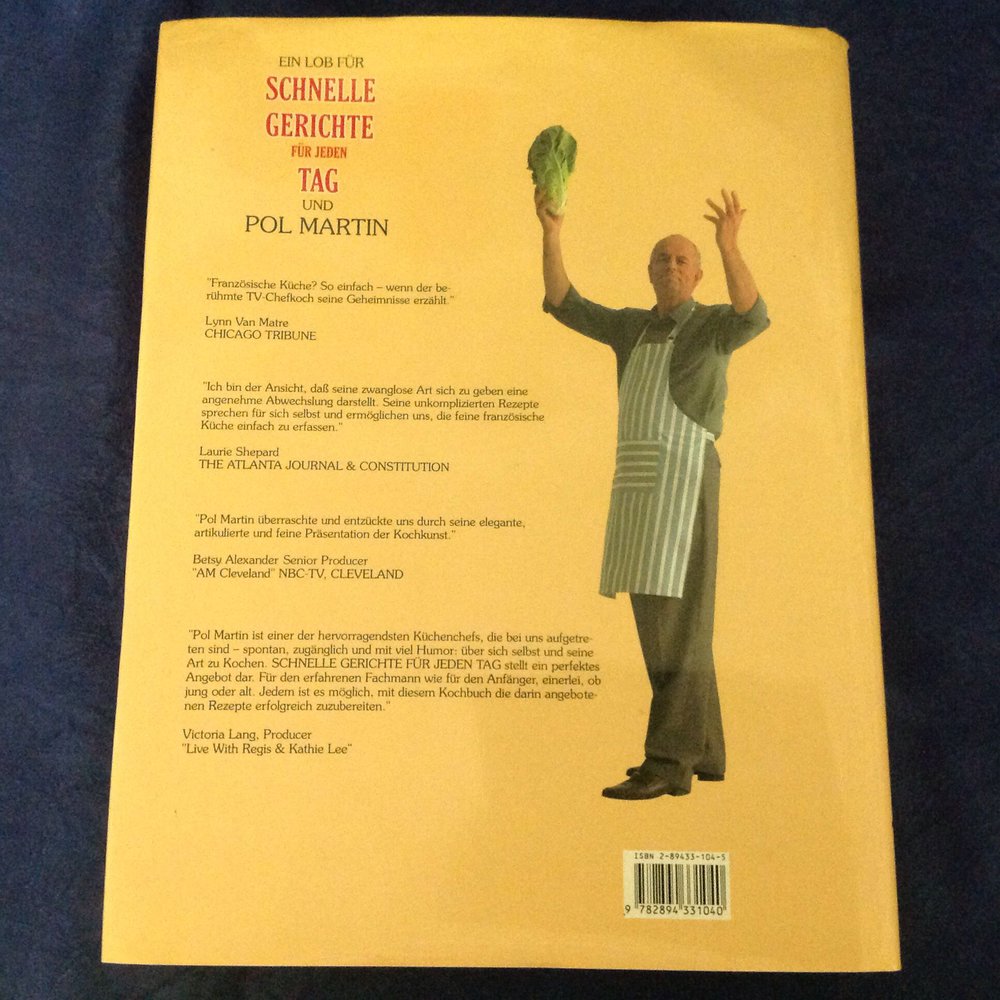 EIN LOB FÜR
SCHNELLE
GERICHTE
FÜR JEDEN
TAG
UND
POL MARTIN
"Französische Küche? So einfach – wenn der be-
rühmte TV-Chefkoch seine Geheimnisse erzählt."
Lynn Van Matre
CHICAGO TRIBUNE
"Ich bin der Ansicht, daß seine zwanglose Art sich zu geben eine
angenehme Abwechslung darstellt. Seine unkomplizierten Rezepte
sprechen für sich selbst und ermöglichen uns, die feine französische
Küche einfach zu erfassen."
Laurie Shepard
THE ATLANTA JOURNAL & CONSTITUTION
"Pol Martin überraschte und entzückte uns durch seine elegante,
artikulierte und feine Präsentation der Kochkunst."
Betsy Alexander Senior Producer
"AM Cleveland" NBC-TV, CLEVELAND
"Pol Martin ist einer der hervorragendsten Küchenchefs, die bei uns aufgetre-
ten sind – spontan, zugänglich und mit viel Humor: über sich selbst und seine
Art zu Kochen. SCHNELLE GERICHTE FÜR JEDEN TAG stellt ein perfektes
Angebot dar. Für den erfahrenen Fachmann wie für den Anfänger, einerlei, ob
jung oder alt. Jedem ist es möglich, mit diesem Kochbuch die darin angebote-
nen Rezepte erfolgreich zuzubereiten."
Victoria Lang, Producer
"Live With Regis & Kathie Lee"
ISBN 2-89433-104-5
9 782894 331040